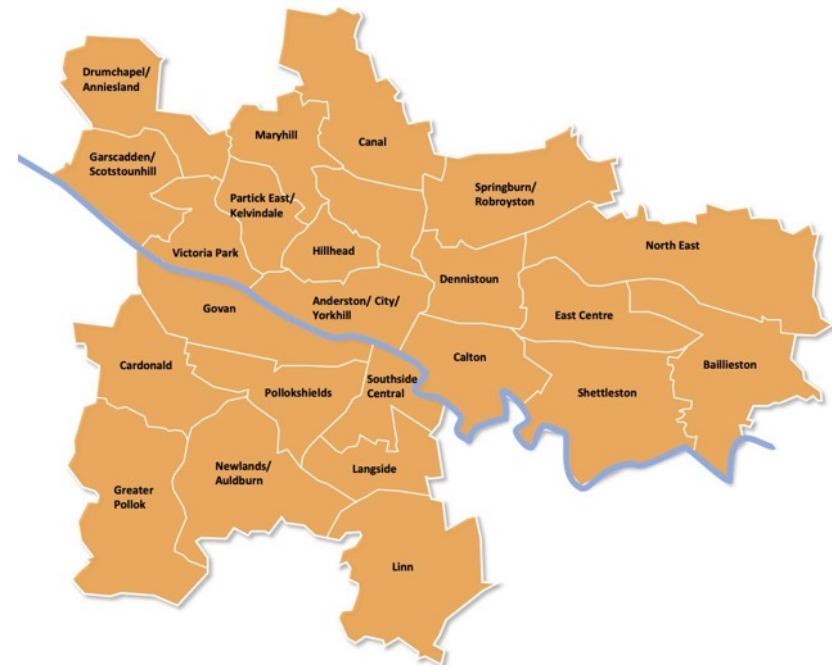 Drumchapel/
Anniesland
Maryhill
Canal
Garscadden/
Scotstounhill
Springburn/
Robroyston
Partick East/
Kelvindale
Victoria Park
Hillhead
North East
Dennistoun
Govan
Anderston/ City/
Yorkhill
East Centre
Cardonald
Calton
Baillieston
Pollokshields
Southside
Central
Shettleston
Newlands/
Auldburn
Langside
Greater
Pollok
Linn